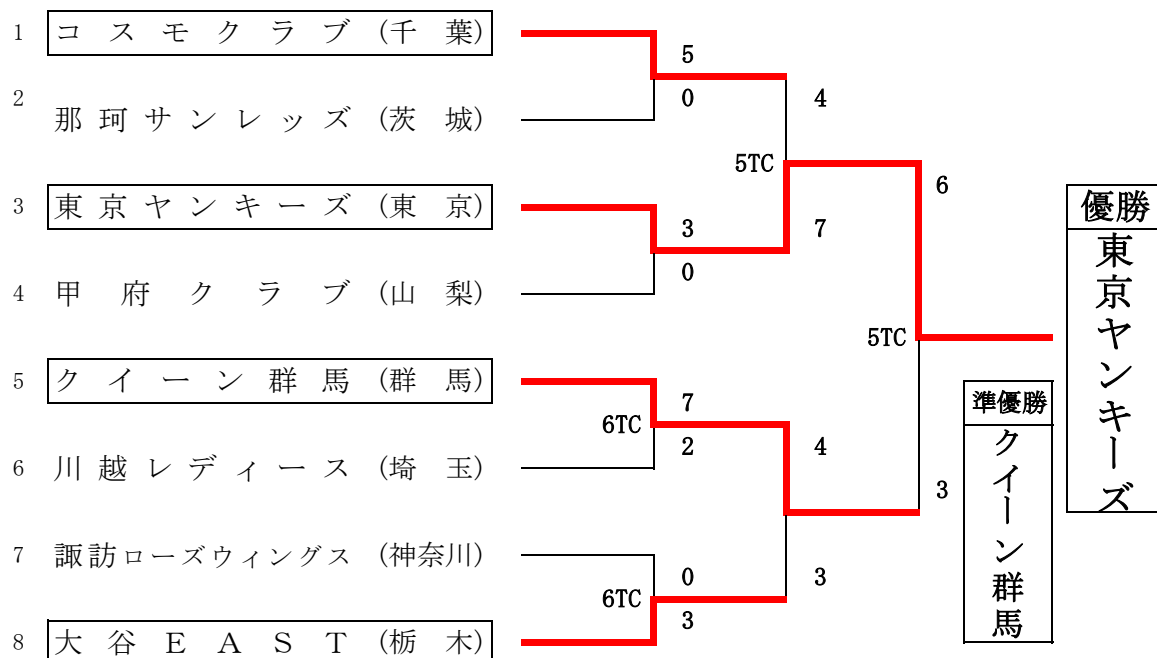 1 コスモクラブ (千 葉)
5
2 那珂サンレッズ (茨 城)
0
4
5TC
3 東京ヤンキーズ (東 京)
3
7
6
4 甲府クラブ (山 梨)
0
5TC
優勝
東京ヤンキーズ
5 クイーン群馬 (群 馬)
7
6TC
6 川越レディース (埼 玉)
2
4
3
準優勝
クイーン群馬
7 諏訪ローズウィングス (神奈川)
0
6TC
3
8 大谷EAST (栃 木)
3